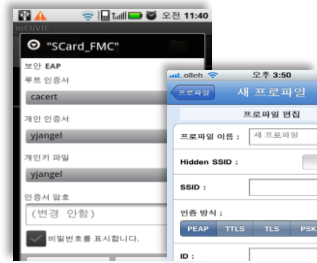 오전 11:40
mCUVIC
"SCard_FMC"
보안 EAP
루트 인증서
cacert
개인 인증서
yjangel
개인키 파일
yjangel
인증서 암호
(변경 안함)
비밀번호를 표시합니다.
olleh 오후 3:50
프로파일 새 프로파일
프로파일 편집
프로파일 이름 : 새 프로파일
Hidden SSID :
SSID :
인증 방식 :
PEAP TTLS TLS PSK
ID :